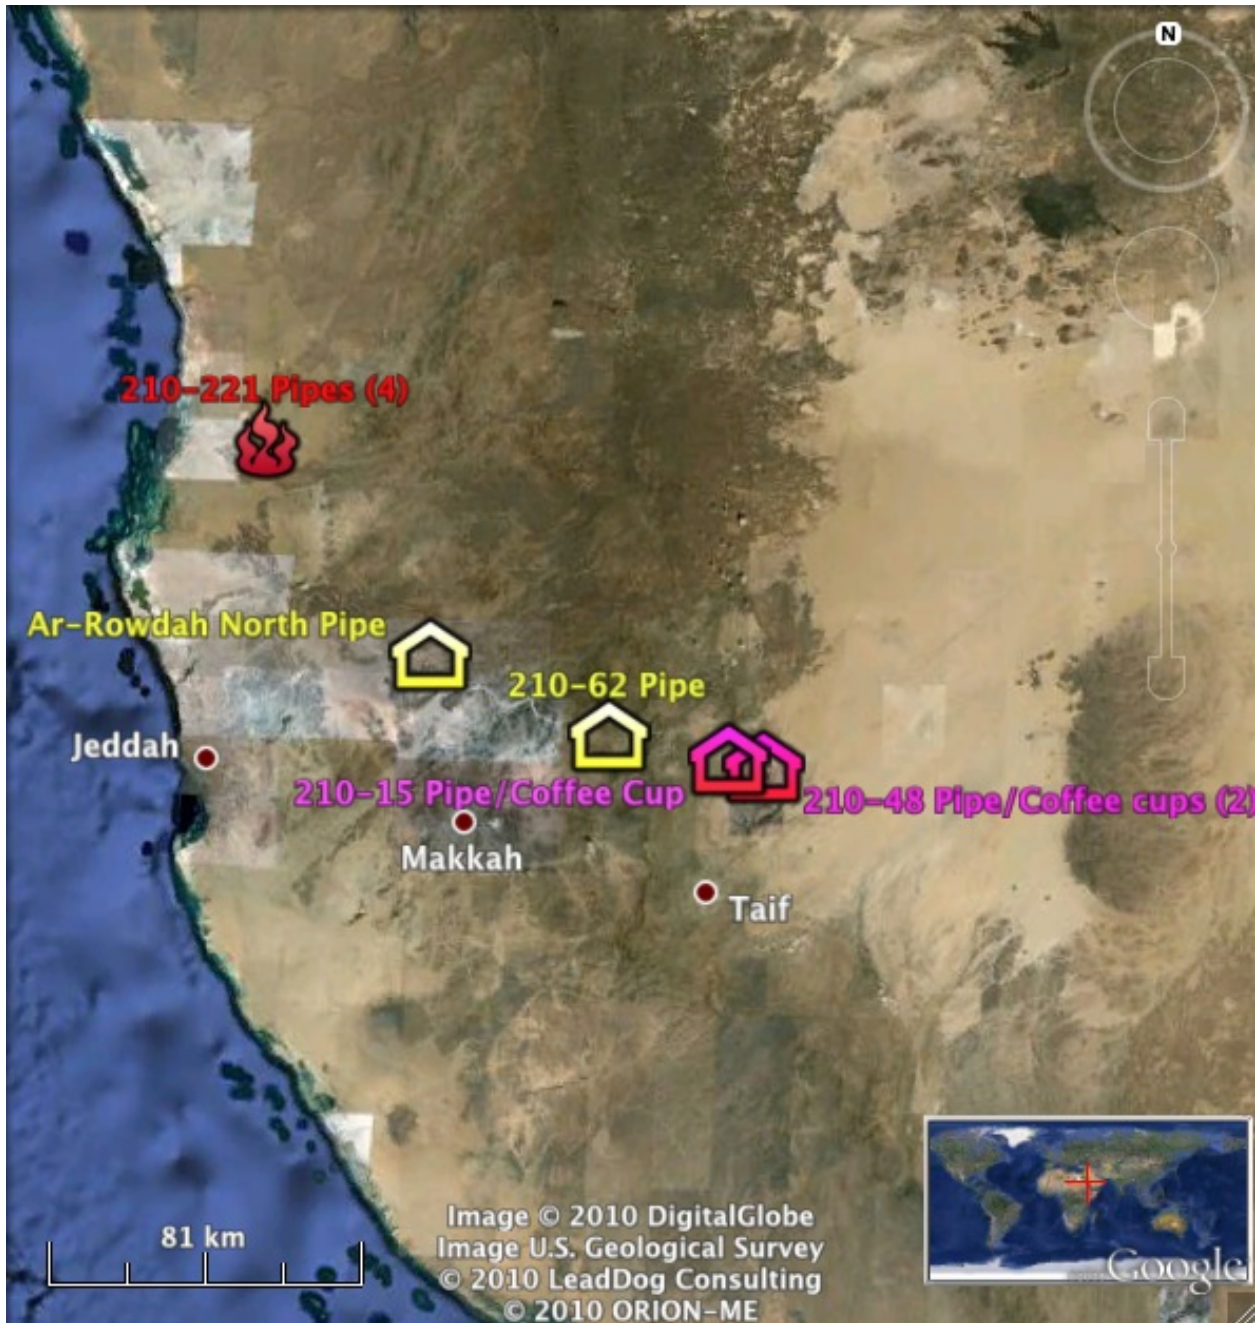 N
210-221 Pipes (4)
Ar-Rowdah North Pipe
210-62 Pipe
Jeddah
210-15 Pipe/Coffee Cup
210-48 Pipe/Coffee cups (2)
Makkah
Taif
81 km
Image © 2010 DigitalGlobe
Image U.S. Geological Survey
© 2010 LeadDog Consulting
© 2010 ORION-ME
Google